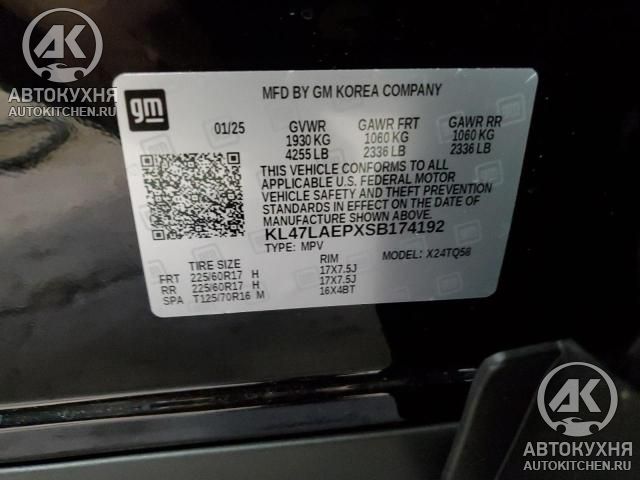 AK
АВТОКУХНЯ
AUTOKITCHEN.RU
gm
MFD BY GM KOREA COMPANY
01/25 GVWR GAWR FRT GAWR RR
1930 KG 1060 KG 1060 KG
4255 LB 2336 LB 2336 LB
THIS VEHICLE CONFORMS TO ALL
APPLICABLE U.S. FEDERAL MOTOR
VEHICLE SAFETY AND THEFT PREVENTION
STANDARDS IN EFFECT ON THE DATE OF
MANUFACTURE SHOWN ABOVE.
KL47LAEPXSB174192
TYPE: MPV MODEL: X24TQ58
TIRE SIZE RIM
FRT 225/60R17 H 17X7.5J
RR 225/60R17 H 17X7.5J
SPA T125/70R16 M 16X4BT
AK
АВТОКУХНЯ
AUTOKITCHEN.RU